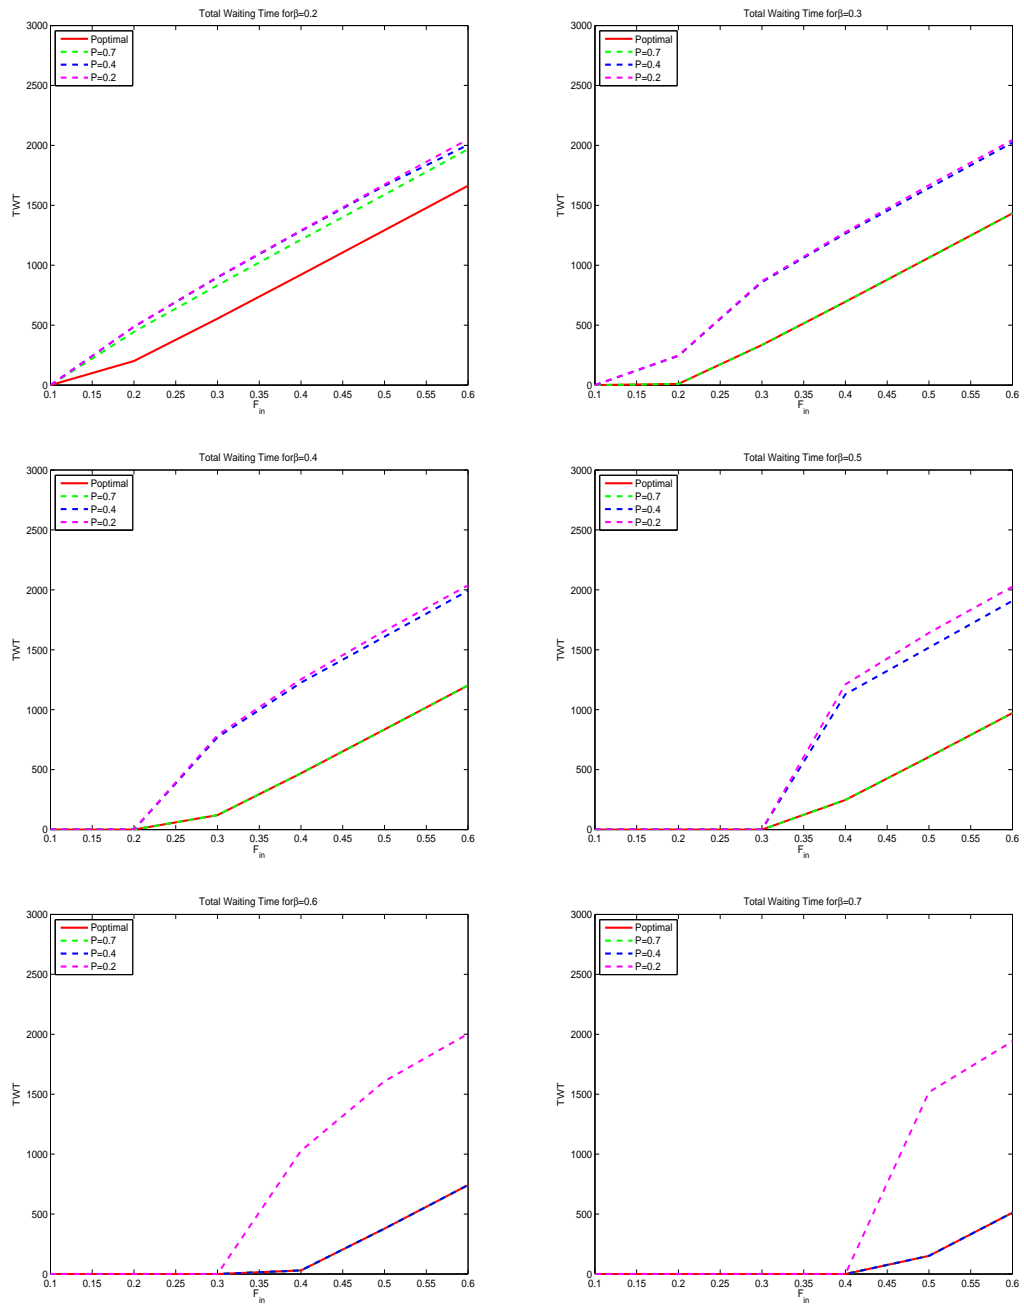 Total Waiting Time forβ=0.2
3000
2500
2000
1500
1000
500
0
TWT
Poptimal
P=0.7
P=0.4
P=0.2
0.1 0.15 0.2 0.25 0.3 0.35 0.4 0.45 0.5 0.55 0.6
F_in
Total Waiting Time forβ=0.3
3000
2500
2000
1500
1000
500
0
TWT
Poptimal
P=0.7
P=0.4
P=0.2
0.1 0.15 0.2 0.25 0.3 0.35 0.4 0.45 0.5 0.55 0.6
F_in
Total Waiting Time forβ=0.4
3000
2500
2000
1500
1000
500
0
TWT
Poptimal
P=0.7
P=0.4
P=0.2
0.1 0.15 0.2 0.25 0.3 0.35 0.4 0.45 0.5 0.55 0.6
F_in
Total Waiting Time forβ=0.5
3000
2500
2000
1500
1000
500
0
TWT
Poptimal
P=0.7
P=0.4
P=0.2
0.1 0.15 0.2 0.25 0.3 0.35 0.4 0.45 0.5 0.55 0.6
F_in
Total Waiting Time forβ=0.6
3000
2500
2000
1500
1000
500
0
TWT
Poptimal
P=0.7
P=0.4
P=0.2
0.1 0.15 0.2 0.25 0.3 0.35 0.4 0.45 0.5 0.55 0.6
F_in
Total Waiting Time forβ=0.7
3000
2500
2000
1500
1000
500
0
TWT
Poptimal
P=0.7
P=0.4
P=0.2
0.1 0.15 0.2 0.25 0.3 0.35 0.4 0.45 0.5 0.55 0.6
F_in